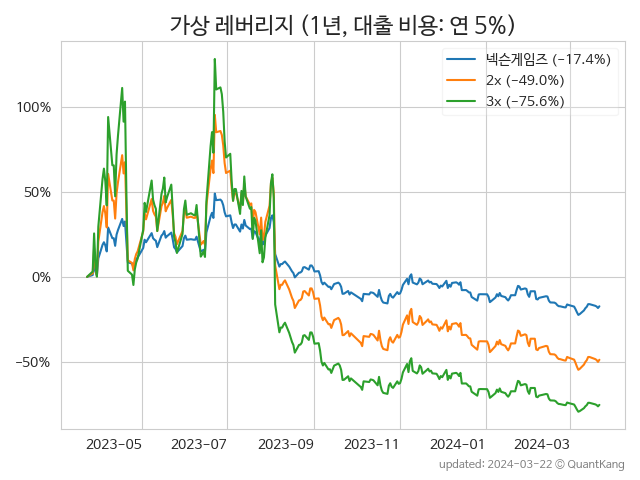 가상 레버리지 (1년, 대출 비용: 연 5%)
넥슨게임즈 (−17.4%)
2x (−49.0%)
3x (−75.6%)
100%
50%
0%
−50%
2023-05 2023-07 2023-09 2023-11 2024-01 2024-03
updated: 2024-03-22 © QuantKang